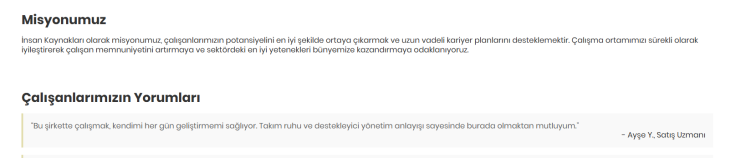 Misyonumuz
İnsan Kaynakları olarak misyonumuz, çalışanlarımızın potansiyelini en iyi şekilde ortaya çıkarmak ve uzun vadeli kariyer planlarını desteklemektir. Çalışma ortamımızı sürekli olarak
iyileştirerek çalışan memnuniyetini artırmaya ve sektördeki en iyi yetenekleri bünyemize kazandırmaya odaklanıyoruz.
Çalışanlarımızın Yorumları
"Bu şirkette çalışmak, kendimi her gün geliştirmemi sağlıyor. Takım ruhu ve destekleyici yönetim anlayışı sayesinde burada olmaktan mutluyum."
- Ayşe Y., Satış Uzmanı